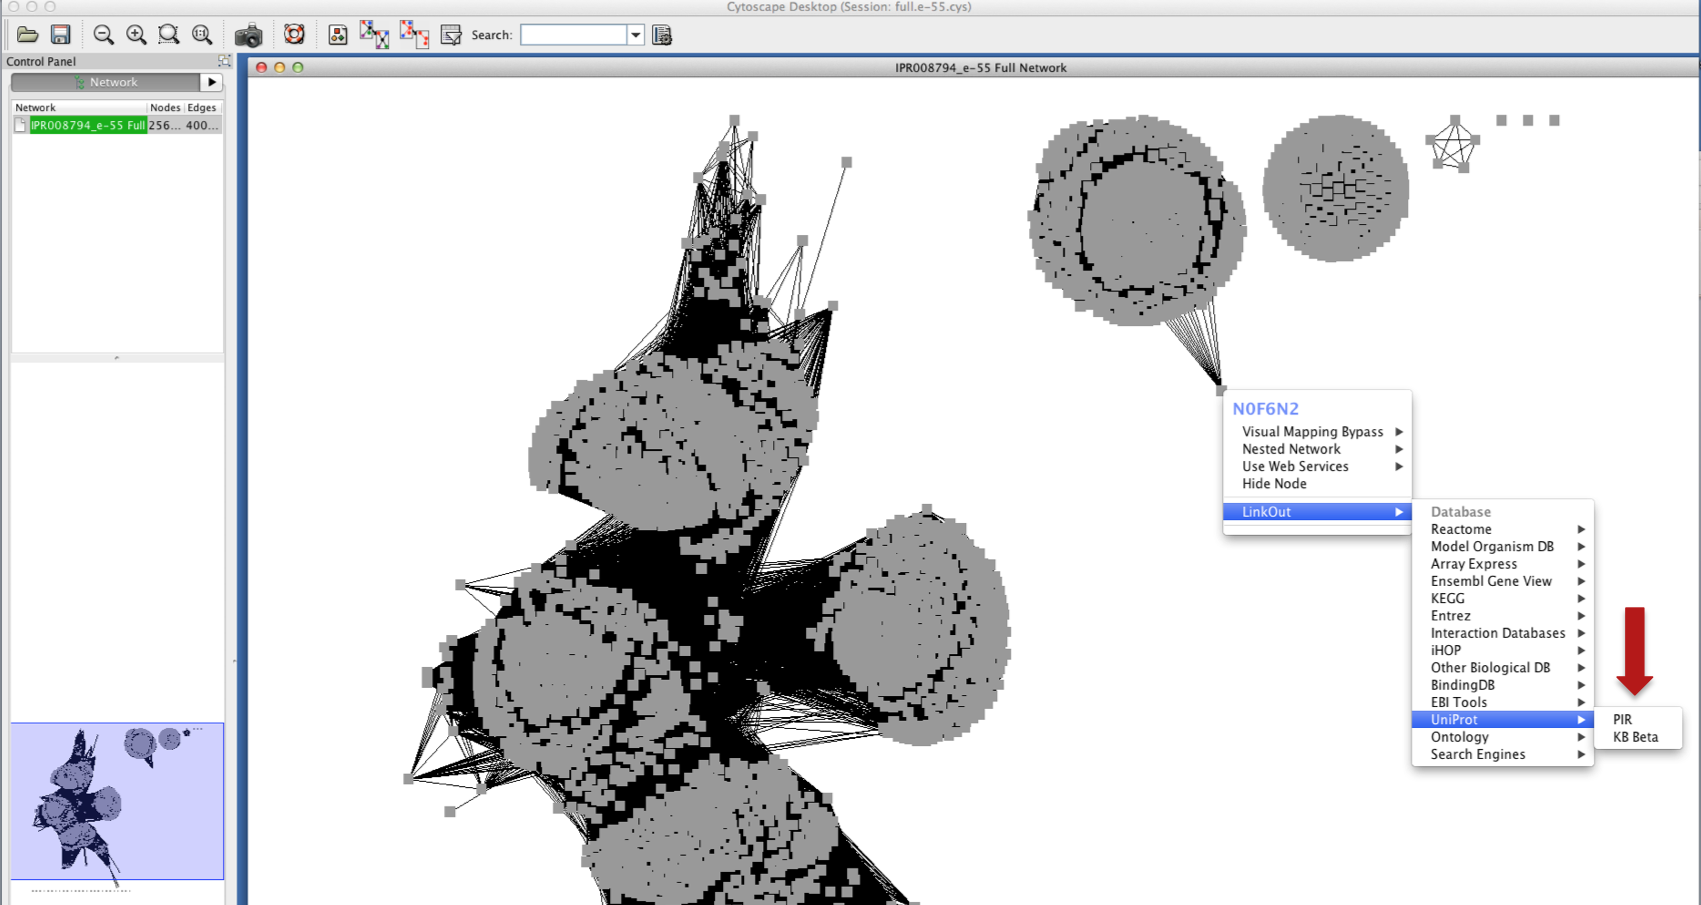 Cytoscape Desktop (Session: full.e-55.cys)
1:1
Search:
Control Panel
Network
Network Nodes Edges
IPR008794_e-55 Full 256... 400...
IPR008794_e-55 Full Network
N0F6N2
Visual Mapping Bypass
Nested Network
Use Web Services
Hide Node
LinkOut
Database
Reactome
Model Organism DB
Array Express
Ensembl Gene View
KEGG
Entrez
Interaction Databases
iHOP
Other Biological DB
BindingDB
EBI Tools
UniProt
Ontology
Search Engines
PIR
KB Beta